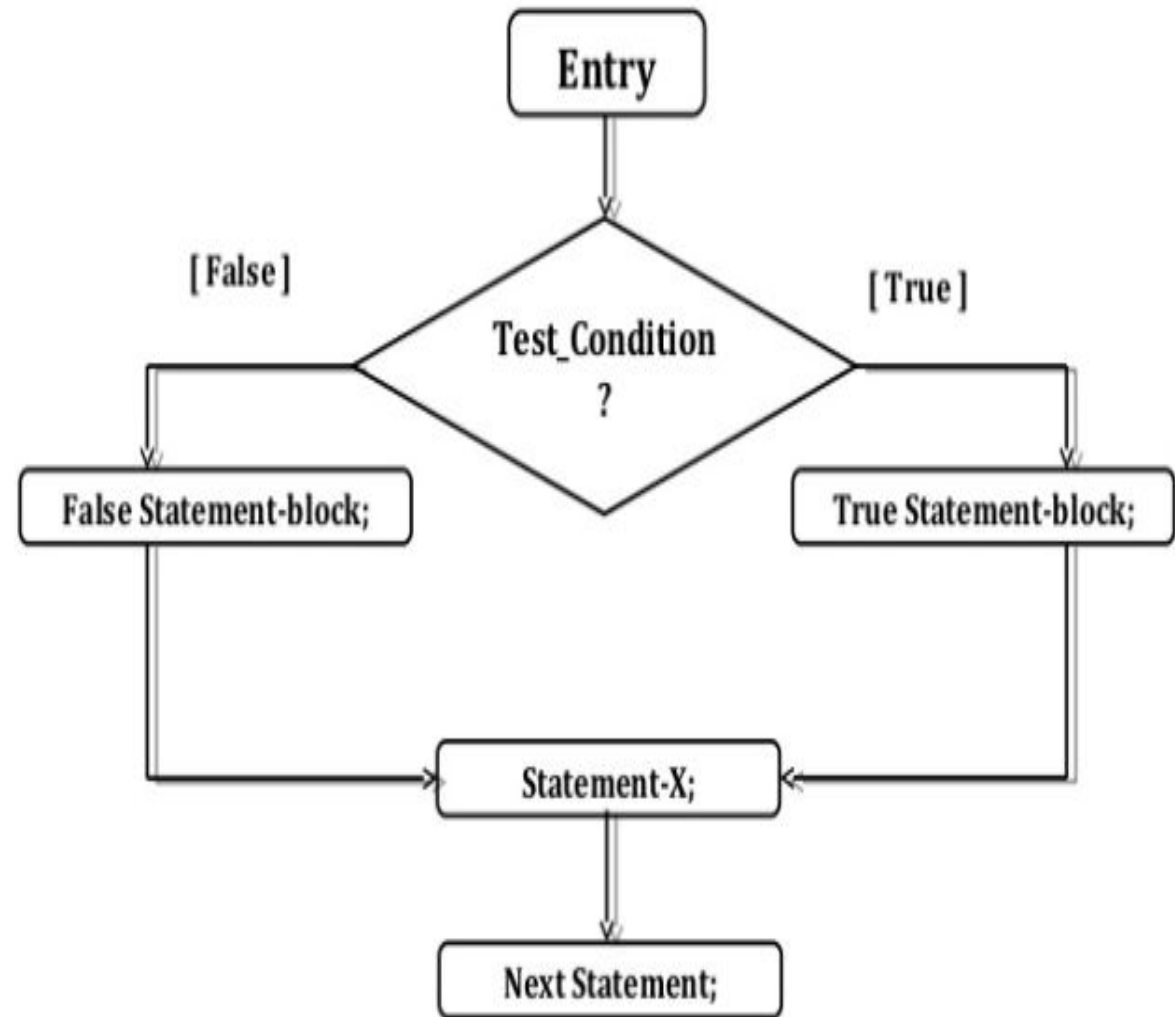 Entry
[ False ]
[ True ]
Test_Condition
?
False Statement-block;
True Statement-block;
Statement-X;
Next Statement;